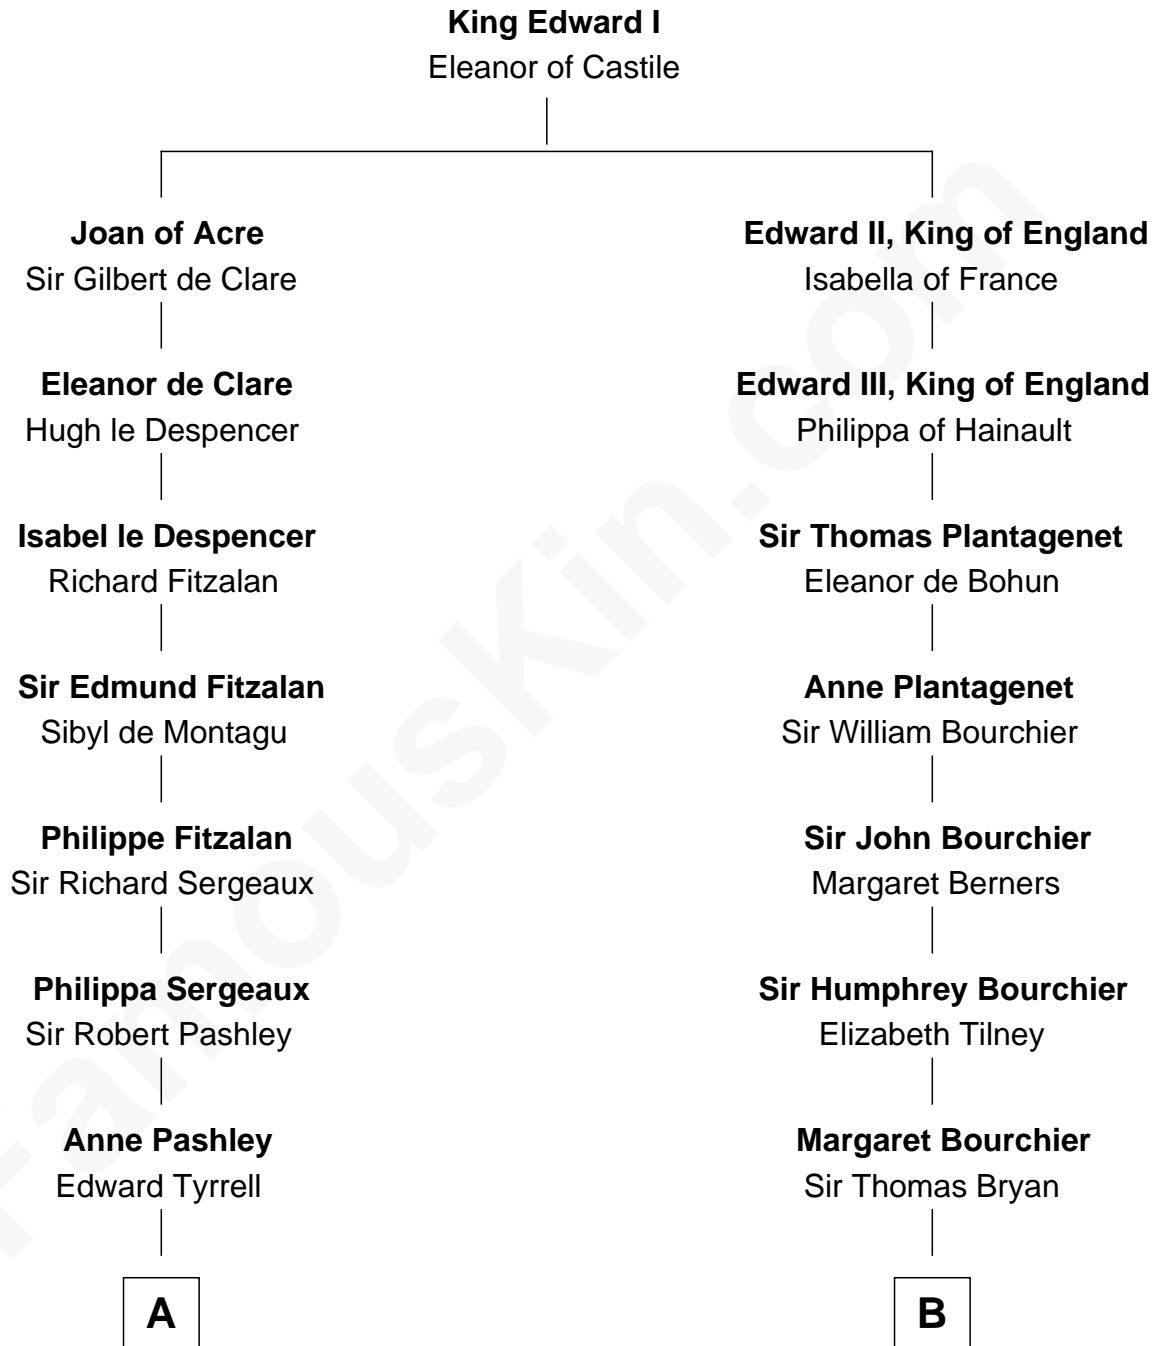 King Edward I
Eleanor of Castile
Joan of Acre
Sir Gilbert de Clare
Edward II, King of England
Isabella of France
Eleanor de Clare
Hugh le Despencer
Edward III, King of England
Philippa of Hainault
Isabel le Despencer
Richard Fitzalan
Sir Thomas Plantagenet
Eleanor de Bohun
Sir Edmund Fitzalan
Sibyl de Montagu
Anne Plantagenet
Sir William Bourchier
Philippe Fitzalan
Sir Richard Sergeaux
Sir John Bourchier
Margaret Berners
Philippa Sergeaux
Sir Robert Pashley
Sir Humphrey Bourchier
Elizabeth Tilney
Anne Pashley
Edward Tyrrell
Margaret Bourchier
Sir Thomas Bryan
A
B
FamousKin.com